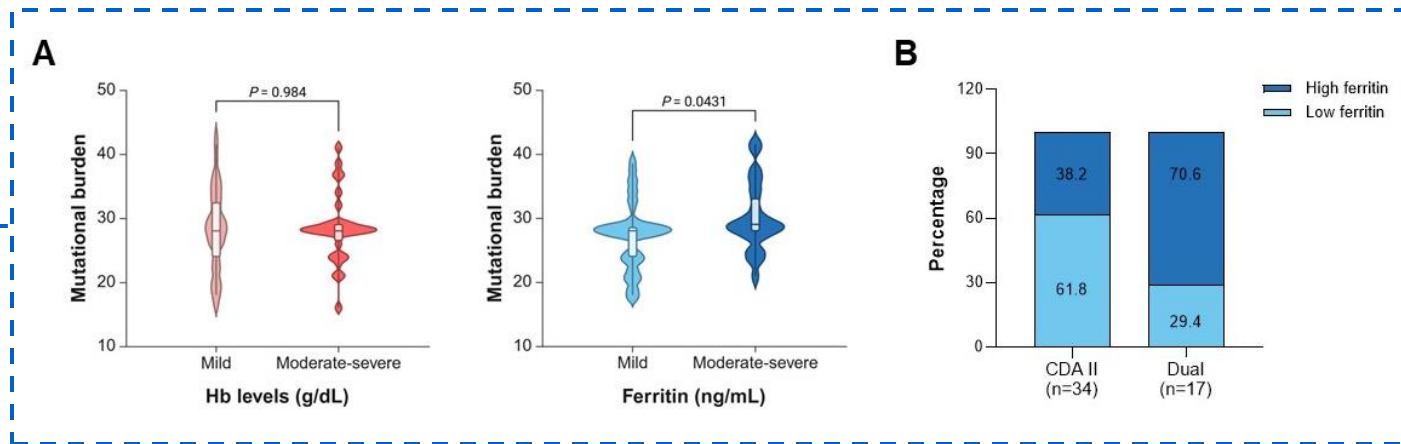 A
50
40
30
20
10
Mutational burden
P = 0.984
Mild
Moderate-severe
Hb levels (g/dL)
50
40
30
20
10
Mutational burden
P = 0.0431
Mild
Moderate-severe
Ferritin (ng/mL)
B
120
90
60
30
0
Percentage
38.2
61.8
70.6
29.4
CDA II
(n=34)
Dual
(n=17)
High ferritin
Low ferritin